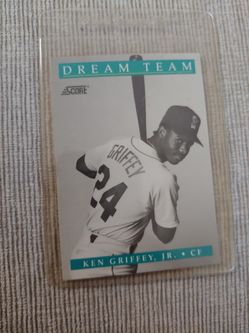 DREAM TEAM
SCORE
GRIFFEY
24
KEN GRIFFEY, JR. • CF